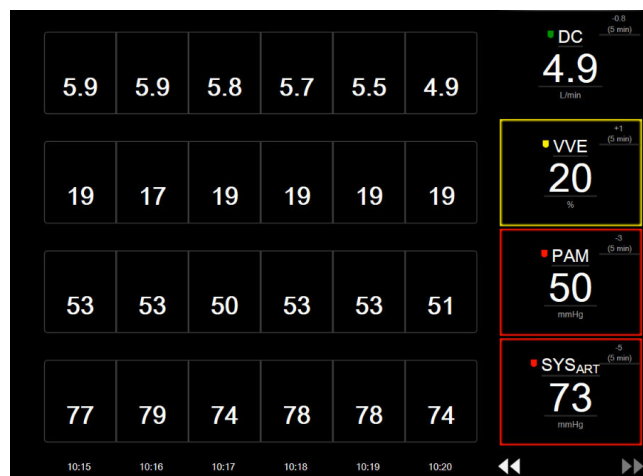 -0.8
(5 min)
DC
5.9 5.9 5.8 5.7 5.5 4.9
4.9
L/min
+1
(5 min)
VVE
19 17 19 19 19 19
20
%
-3
(5 min)
PAM
53 53 50 53 53 51
50
mmHg
-5
(5 min)
SYSART
77 79 74 78 78 74
73
mmHg
10:15 10:16 10:17 10:18 10:19 10:20